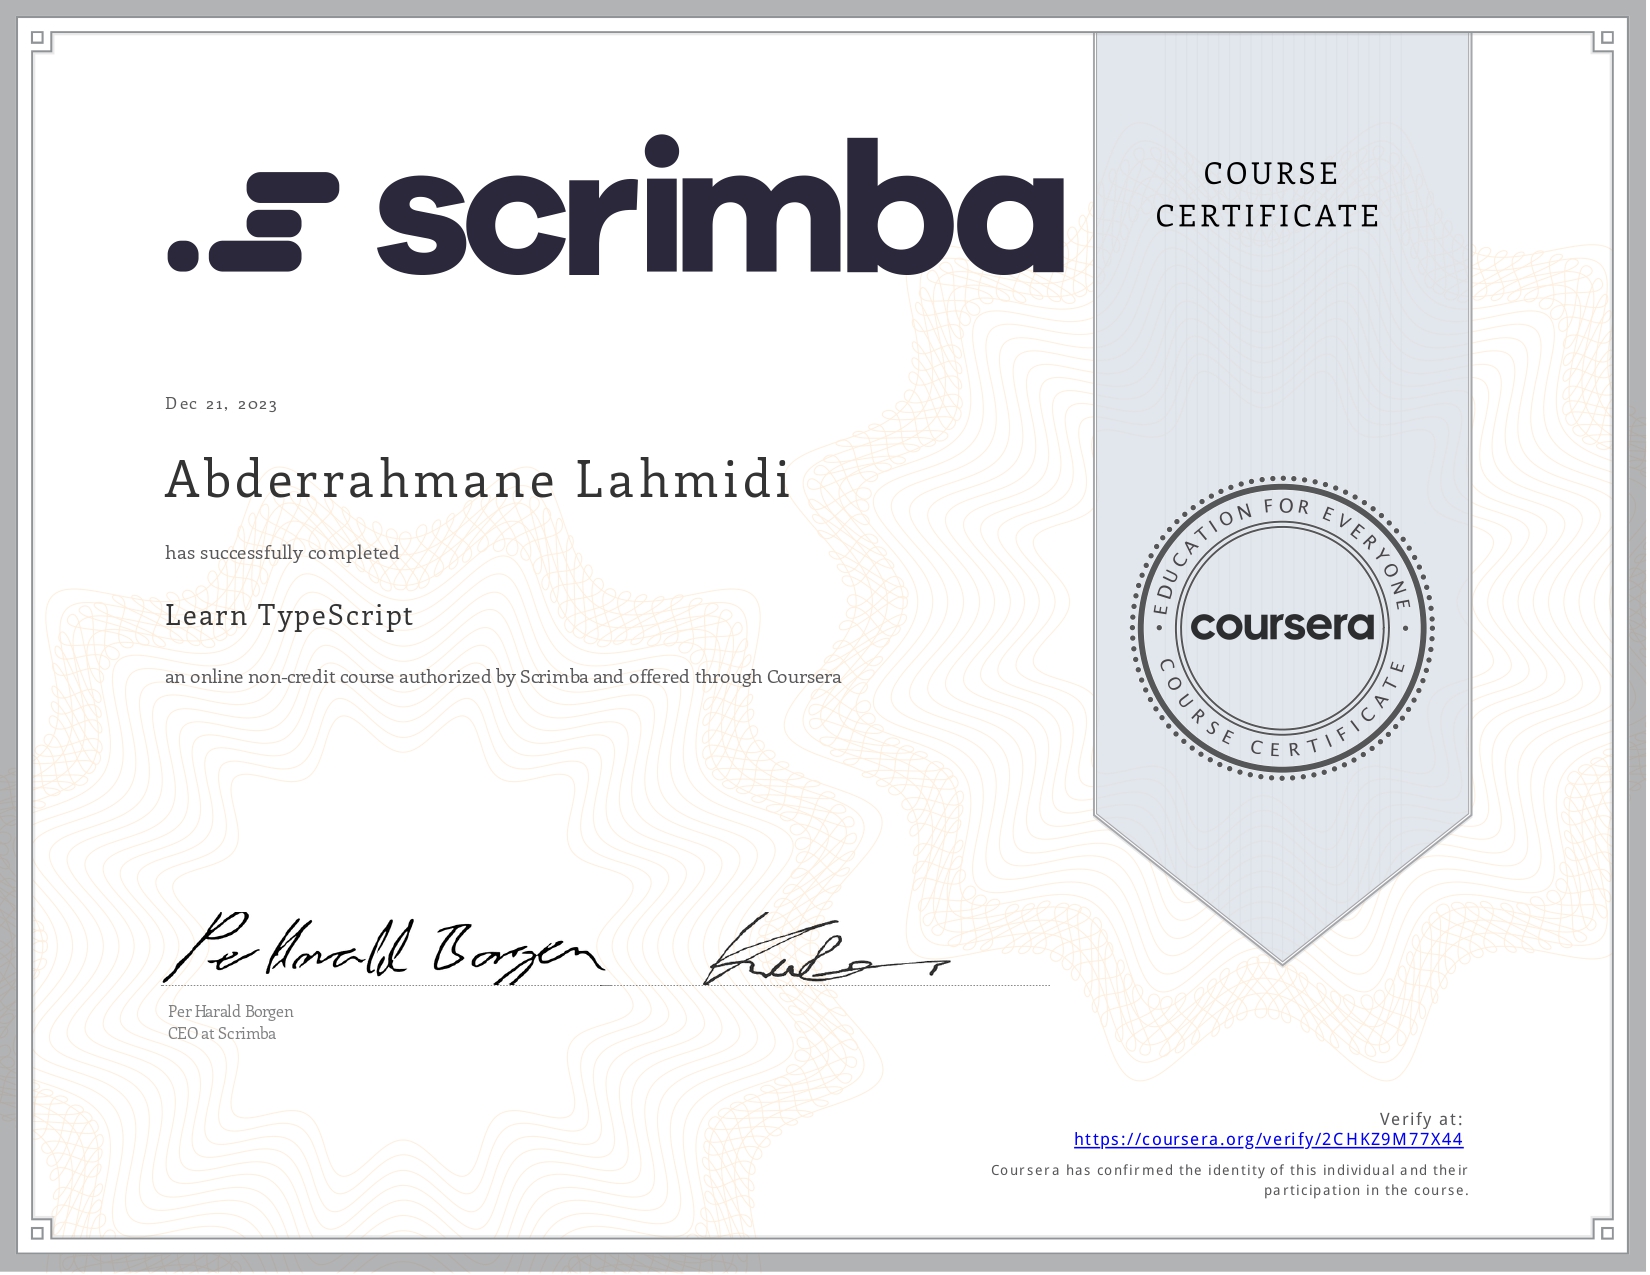 scrimba
COURSE
CERTIFICATE
Dec 21, 2023
Abderrahmane Lahmidi
has successfully completed
Learn TypeScript
an online non-credit course authorized by Scrimba and offered through Coursera
EDUCATION FOR EVERYONE
coursera
COURSE CERTIFICATE
Per Harald Borgen
Per Harald Borgen
CEO at Scrimba
Verify at:
https://coursera.org/verify/2CHKZ9M77X44
Coursera has confirmed the identity of this individual and their
participation in the course.